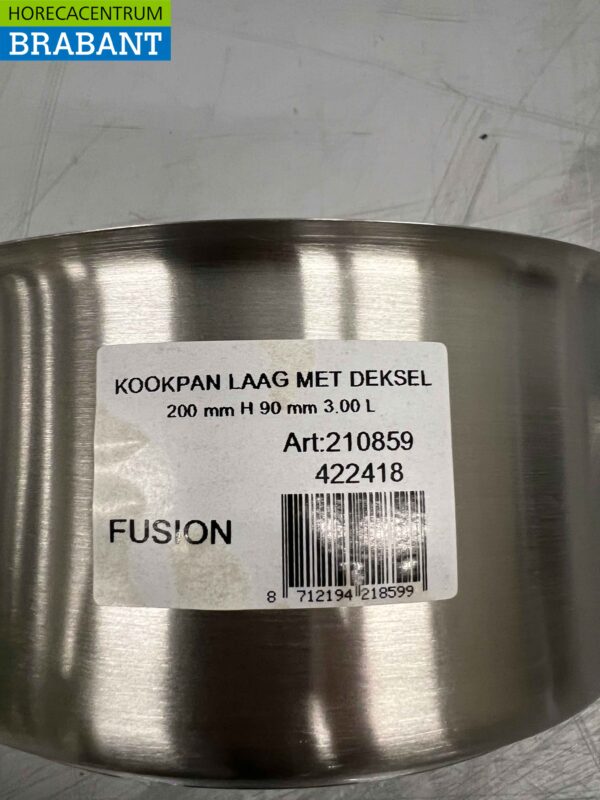 HORECACENTRUM
BRABANT
KOOKPAN LAAG MET DEKSEL
200 mm H 90 mm 3.00 L
Art:210859
422418
FUSION
8 712194 218599